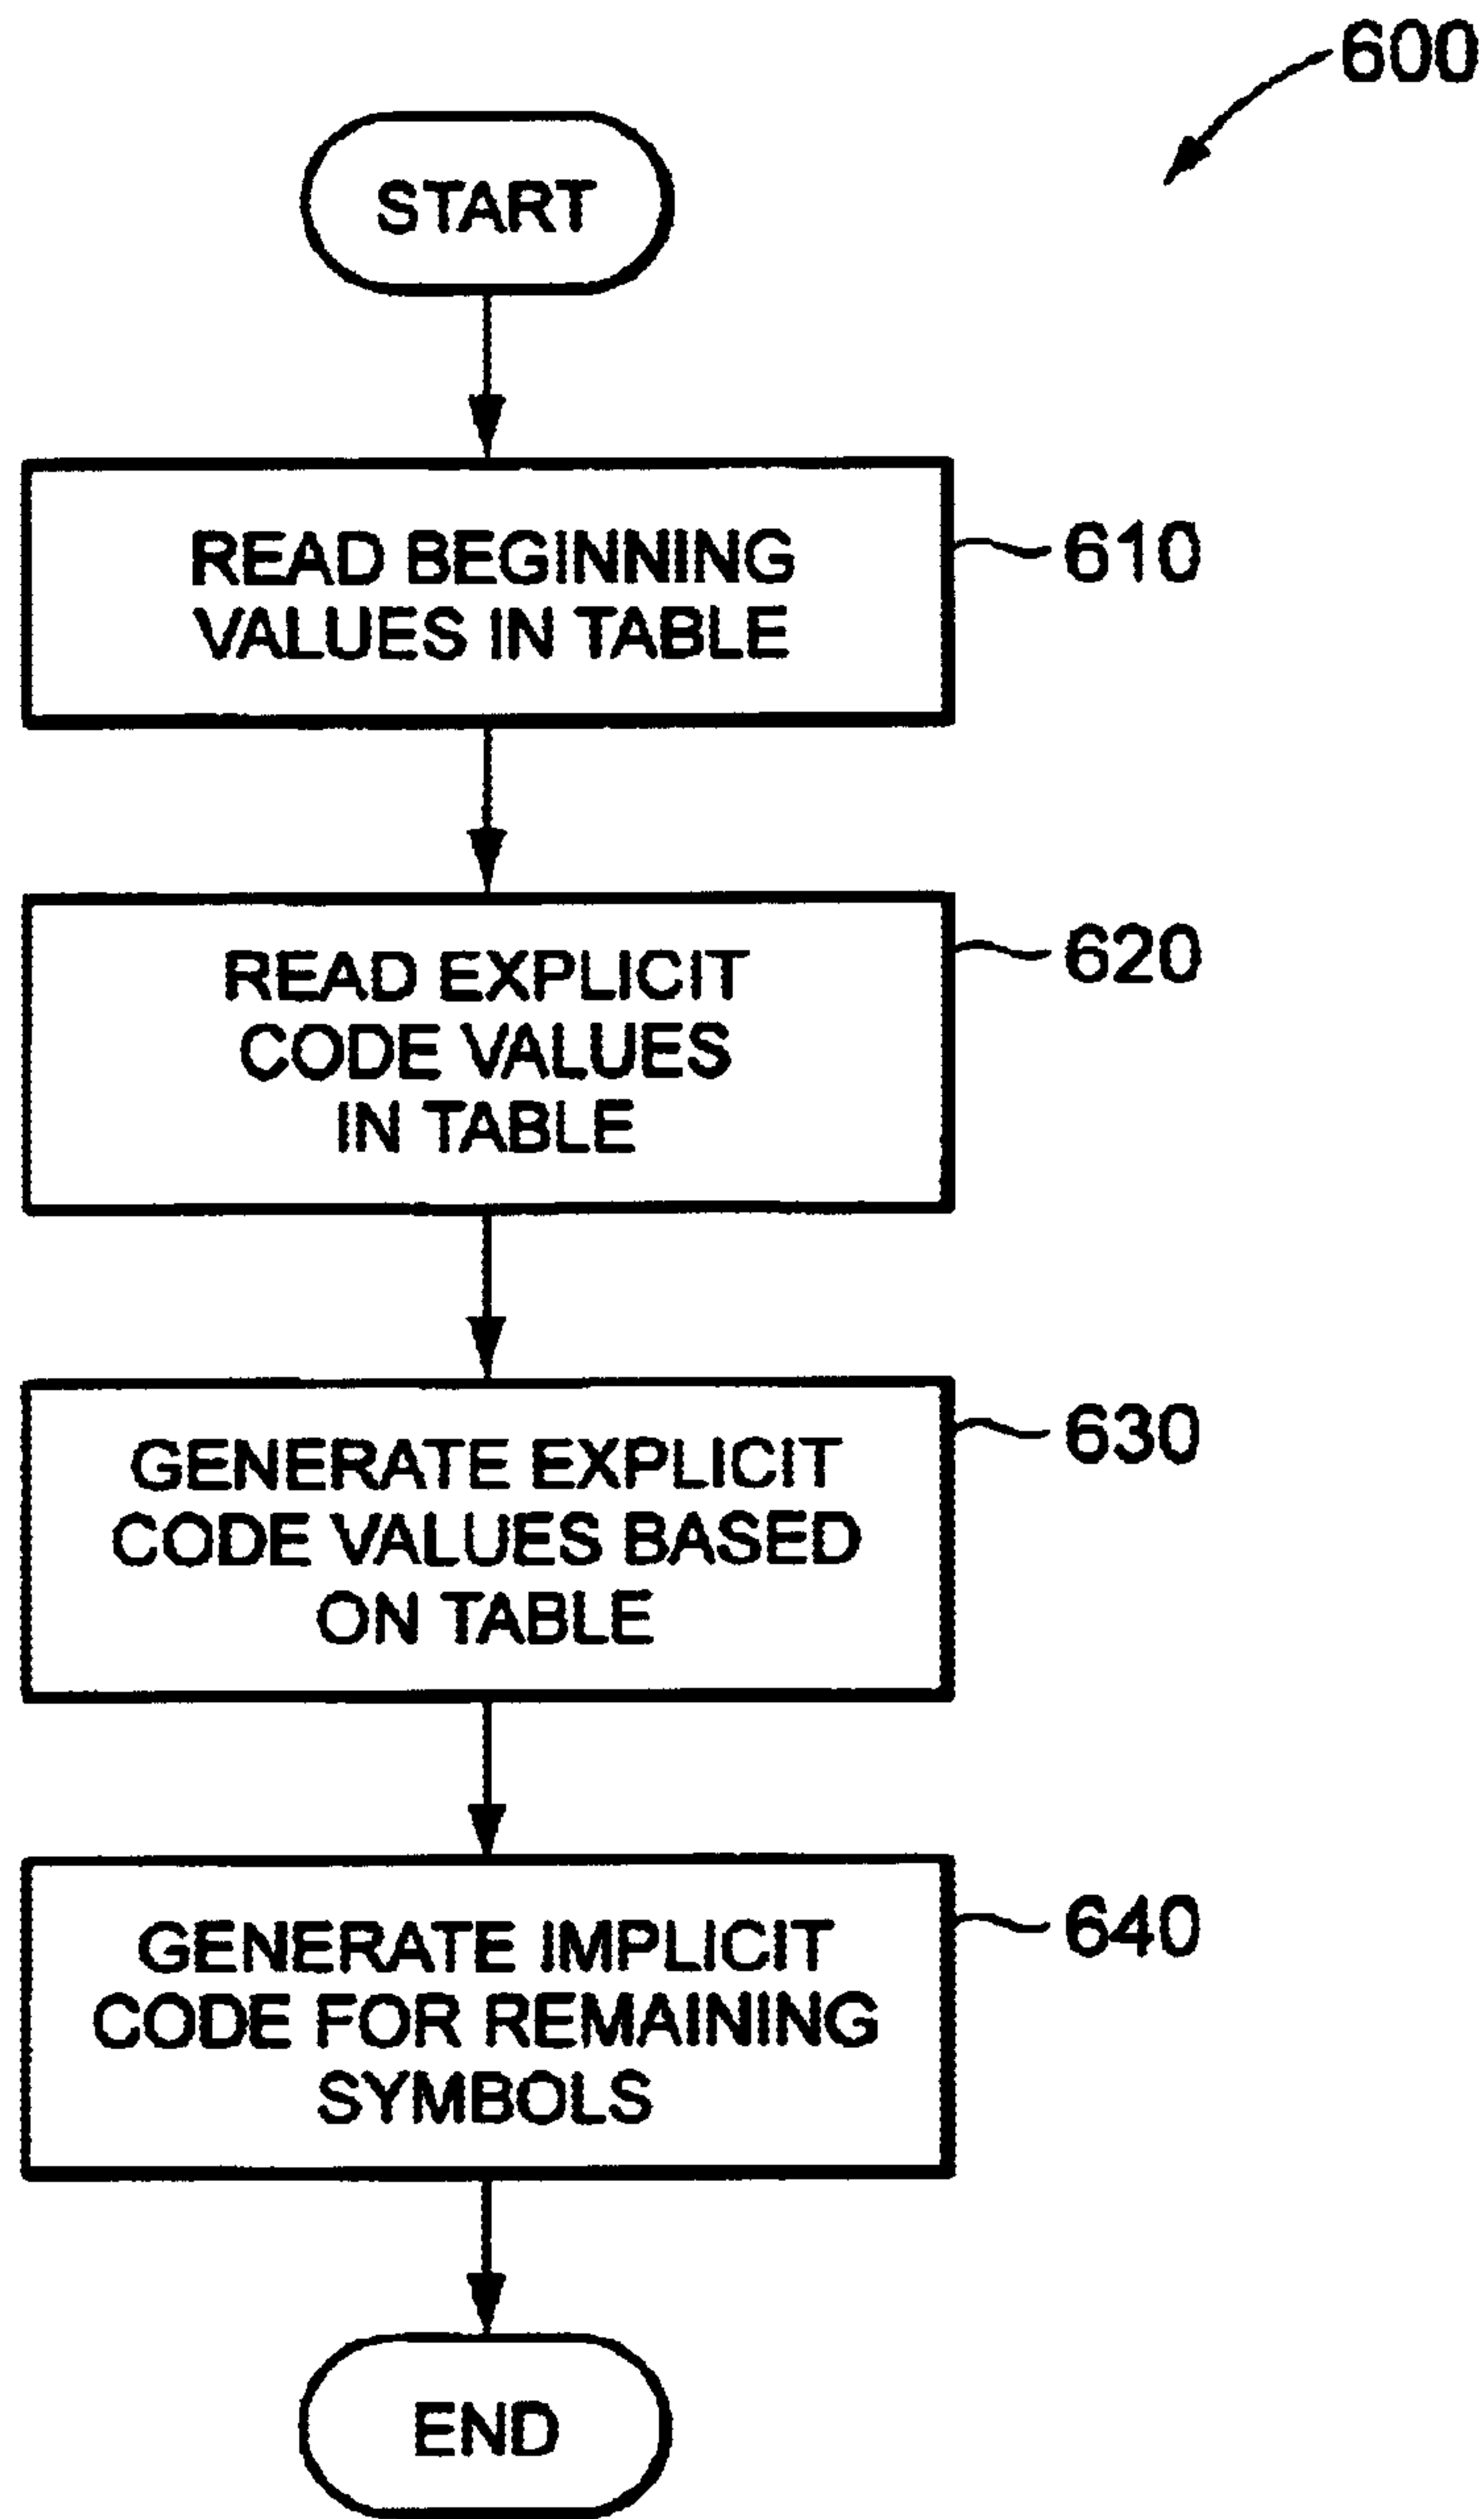 600
START
READ BEGINNING
VALUES IN TABLE
610
READ EXPLICIT
CODE VALUES
IN TABLE
620
GENERATE EXPLICIT
CODE VALUES BASED
ON TABLE
630
GENERATE IMPLICIT
CODE FOR REMAINING
SYMBOLS
640
END